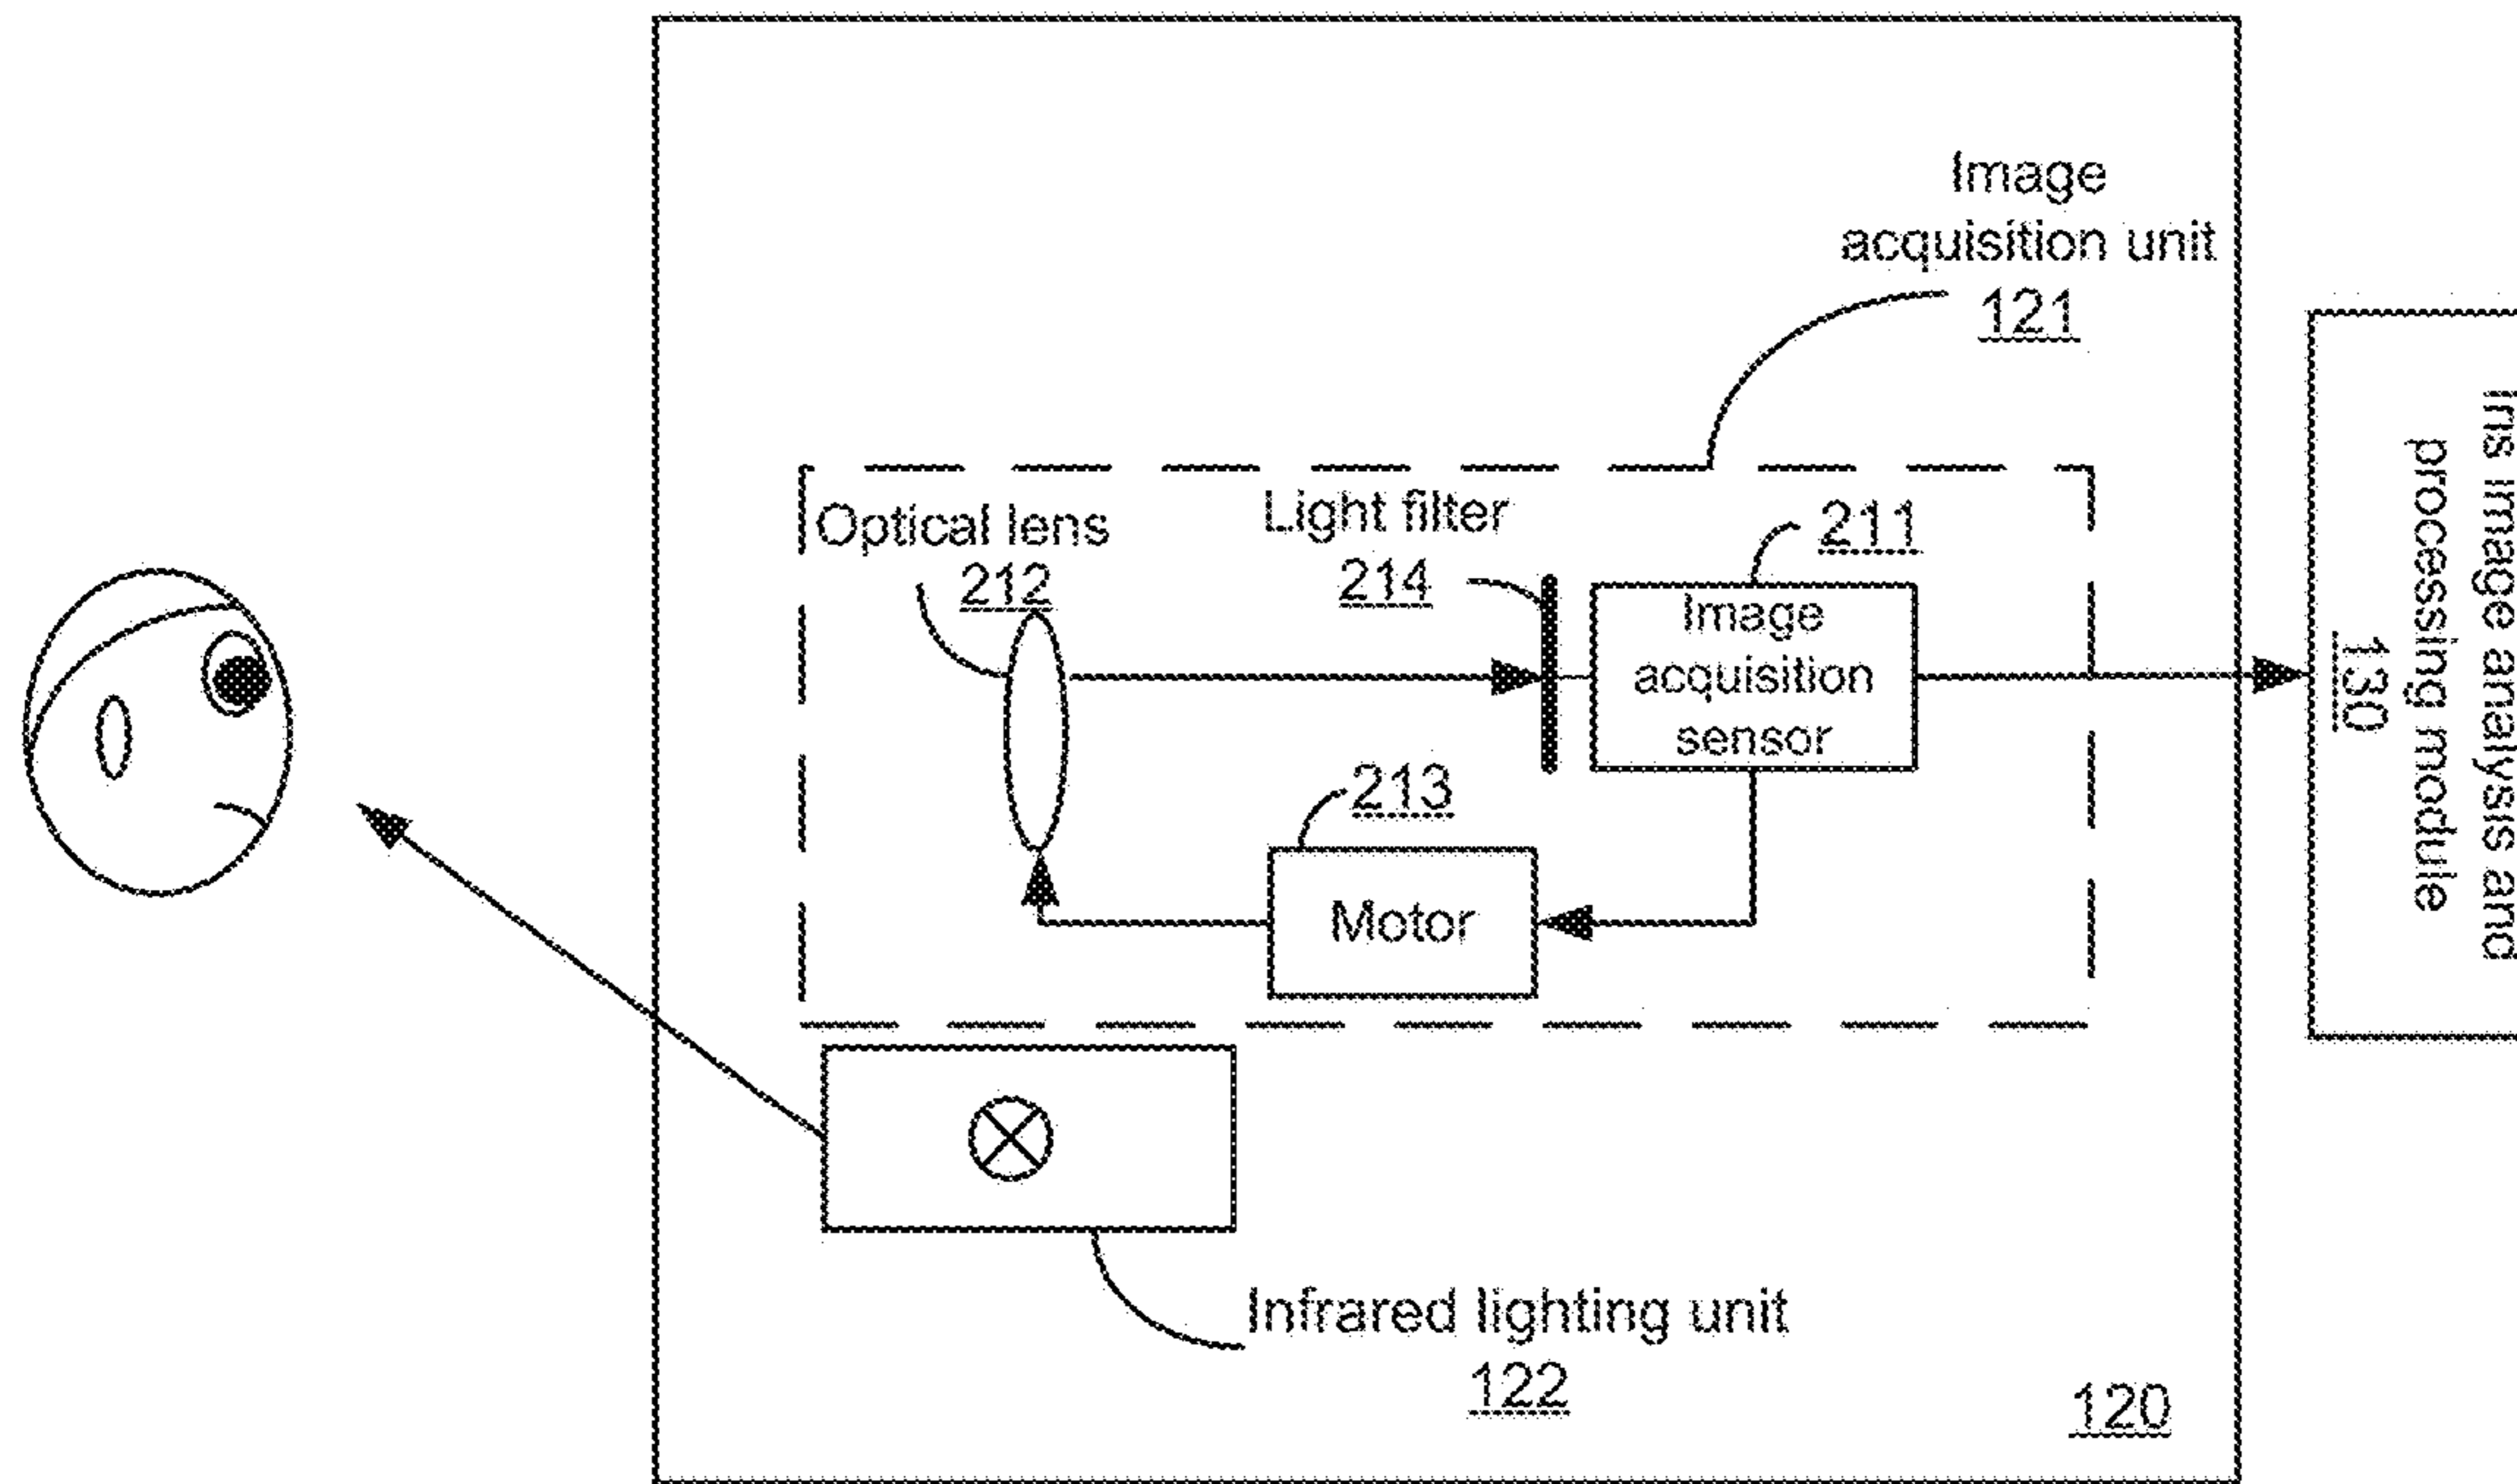 Image
acquisition unit
121
Optical lens
212
Light filter
214
211
Image
acquisition
sensor
213
Motor
Infrared lighting unit
122
120
Iris image analysis and
processing module
130